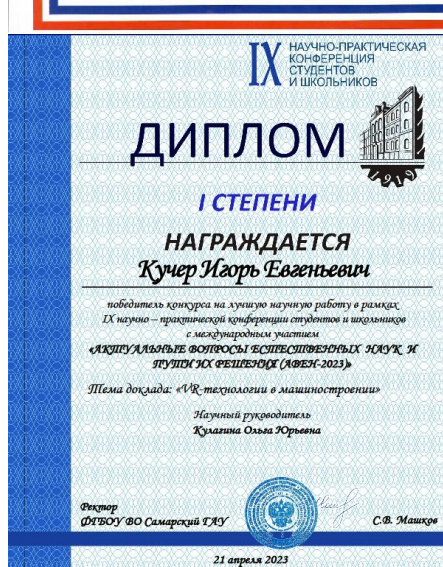 IX НАУЧНО-ПРАКТИЧЕСКАЯ
КОНФЕРЕНЦИЯ
СТУДЕНТОВ
И ШКОЛЬНИКОВ
ДИПЛОМ
1919
I СТЕПЕНИ
НАГРАЖДАЕТСЯ
Кучер Игорь Евгеньевич
победитель конкурса на лучшую научную работу в рамках
IX научно – практической конференции студентов и школьников
с международным участием
«АКТУАЛЬНЫЕ ВОПРОСЫ ЕСТЕСТВЕННЫХ НАУК И
ПУТИ ИХ РЕШЕНИЯ (АВЕН-2023)»
Тема доклада: «VR-технологии в машиностроении»
Научный руководитель
Кулагина Ольга Юрьевна
Ректор
ФГБОУ ВО Самарский ГАУ
С.В. Машков
21 апреля 2023